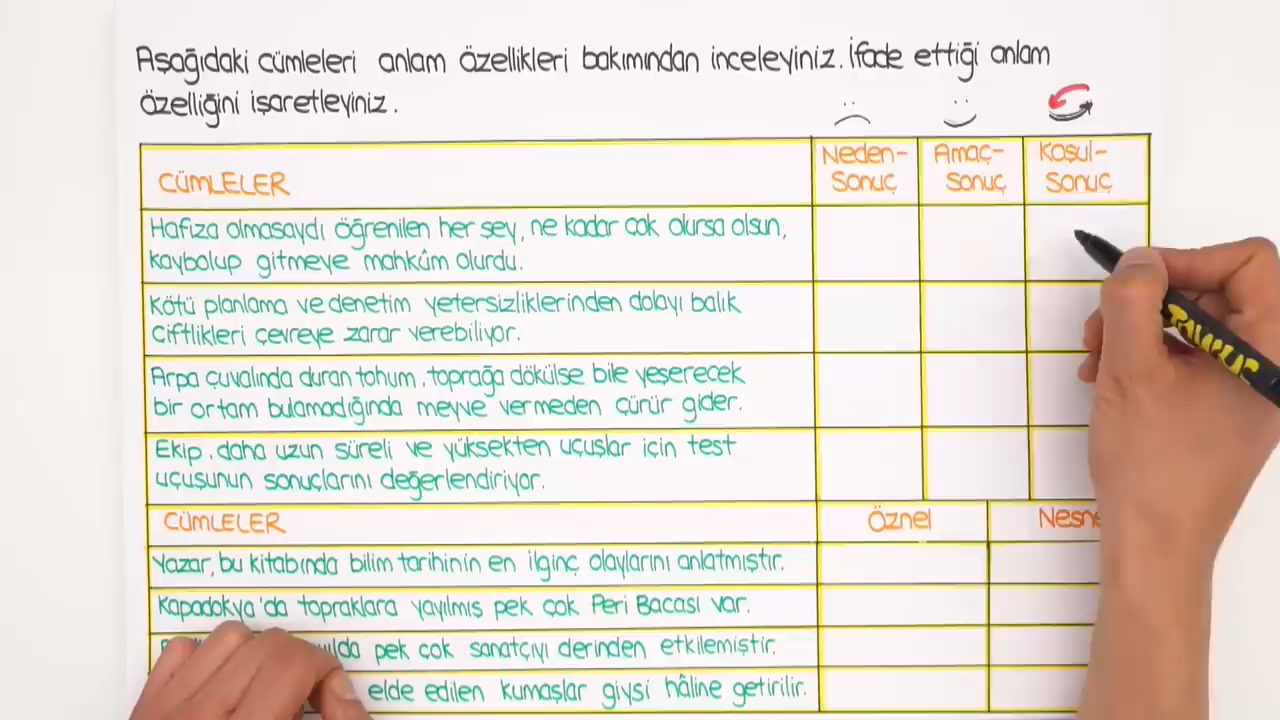 Aşağıdaki cümleleri anlam özellikleri bakımından inceleyiniz. İfade ettiği anlam
özelliğini işaretleyiniz.
CÜMLELER
Neden-
Sonuç
Amaç-
Sonuç
Koşul-
Sonuç
Hafıza olmasaydı öğrenilen her şey, ne kadar çok olursa olsun,
kaybolup gitmeye mahkûm olurdu.
Kötü planlama ve denetim yetersizliklerinden dolayı balık
çiftlikleri çevreye zarar verebiliyor.
Arpa çuvalında duran tohum, toprağa dökülse bile yeşerecek
bir ortam bulamadığında meyve vermeden çürür gider.
Ekip, daha uzun süreli ve yüksekten uçuşlar için test
uçuşunun sonuçlarını değerlendiriyor.
CÜMLELER
Öznel
Yazar, bu kitabında bilim tarihinin en ilginç olaylarını anlatmıştır.
Kapadokya'da topraklara yayılmış pek çok Peri Bacası var.
pek çok sanatçıyı derinden etkilemiştir.
elde edilen kumaşlar giysi hâline getirilir.